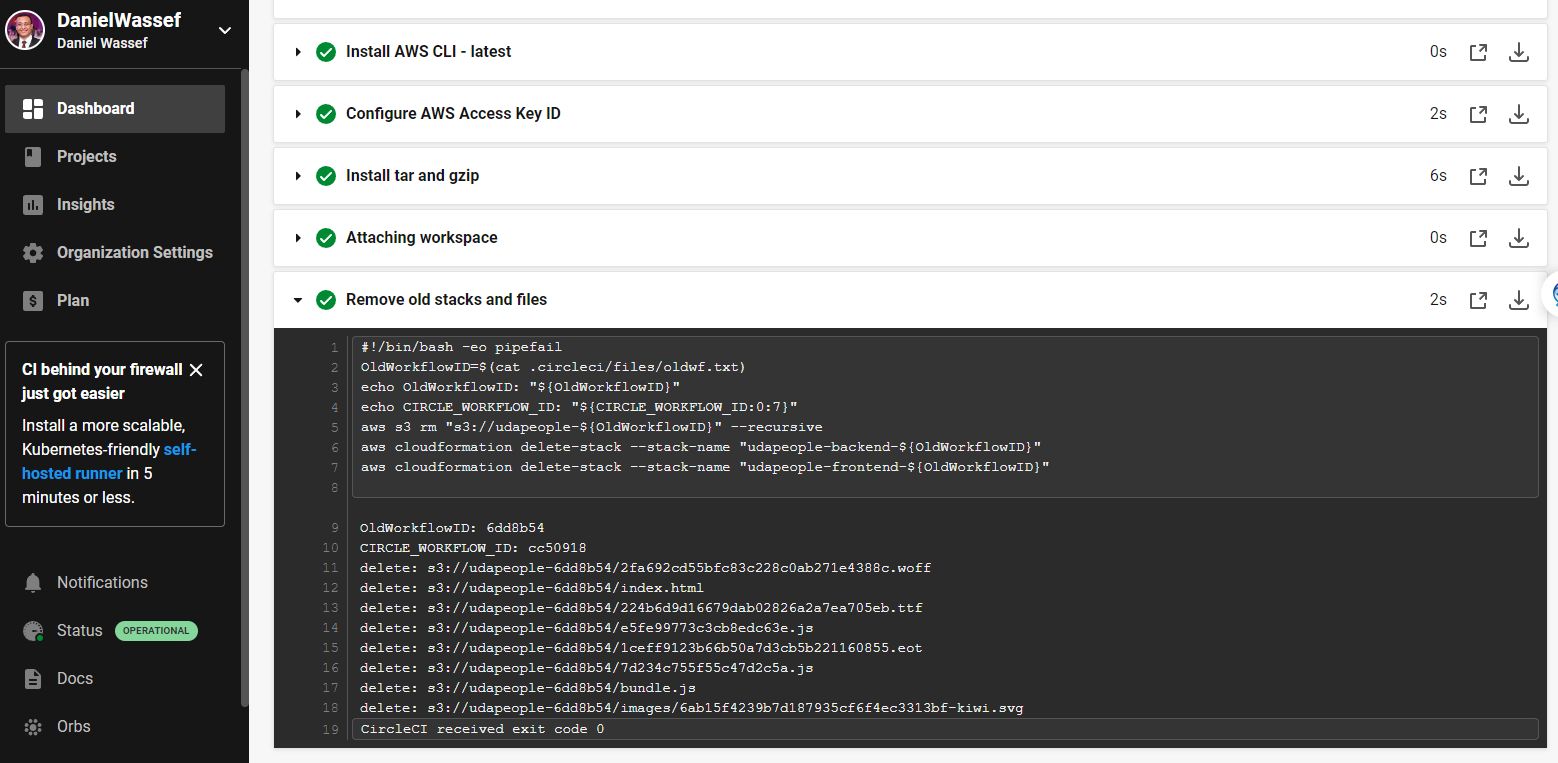 DanielWassef
Daniel Wassef
Dashboard
Projects
Insights
Organization Settings
Plan
CI behind your firewall
just got easier
Install a more scalable,
Kubernetes-friendly self-
hosted runner in 5
minutes or less.
Notifications
Status OPERATIONAL
Docs
Orbs
Install AWS CLI - latest 0s
Configure AWS Access Key ID 2s
Install tar and gzip 6s
Attaching workspace 0s
Remove old stacks and files 2s
1 #!/bin/bash -eo pipefail
2 OldWorkflowID=$(cat .circleci/files/oldwf.txt)
3 echo OldWorkflowID: "${OldWorkflowID}"
4 echo CIRCLE_WORKFLOW_ID: "${CIRCLE_WORKFLOW_ID:0:7}"
5 aws s3 rm "s3://udapeople-${OldWorkflowID}" --recursive
6 aws cloudformation delete-stack --stack-name "udapeople-backend-${OldWorkflowID}"
7 aws cloudformation delete-stack --stack-name "udapeople-frontend-${OldWorkflowID}"
8
9 OldWorkflowID: 6dd8b54
10 CIRCLE_WORKFLOW_ID: cc50918
11 delete: s3://udapeople-6dd8b54/2fa692cd55bfc83c228c0ab271e4388c.woff
12 delete: s3://udapeople-6dd8b54/index.html
13 delete: s3://udapeople-6dd8b54/224b6d9d16679dab02826a2a7ea705eb.ttf
14 delete: s3://udapeople-6dd8b54/e5fe99773c3cb8edc63e.js
15 delete: s3://udapeople-6dd8b54/1ceff9123b66b50a7d3cb5b221160855.eot
16 delete: s3://udapeople-6dd8b54/7d234c755f55c47d2c5a.js
17 delete: s3://udapeople-6dd8b54/bundle.js
18 delete: s3://udapeople-6dd8b54/images/6ab15f4239b7d187935cf6f4ec3313bf-kiwi.svg
19 CircleCI received exit code 0